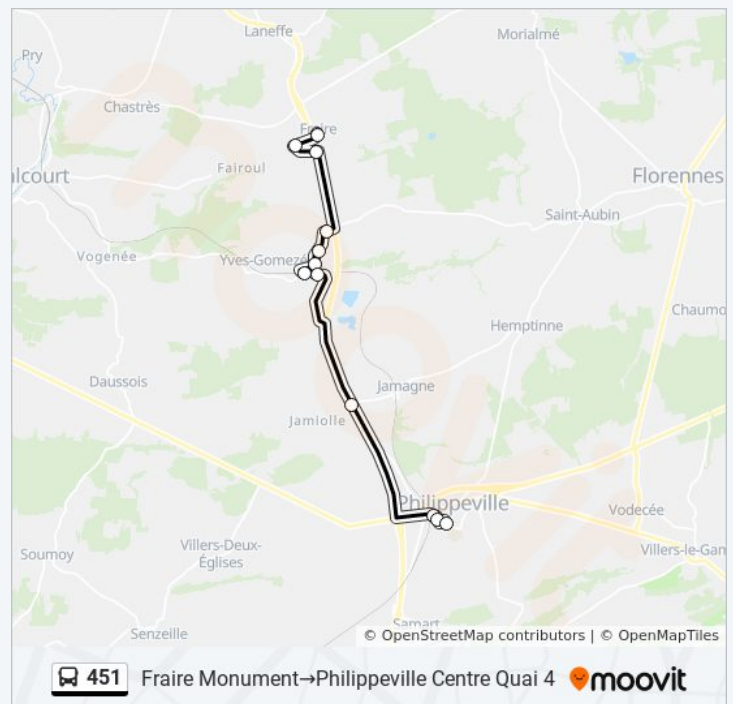 Laneffe
Morialmé
Pry
Chastrès
Fraire
Fairoul
alcourt
Florennes
Saint-Aubin
Vogenée
Yves-Gomezé
Chaumo
Hemptinne
Daussois
Jamagne
Jamiolle
Philippeville
Vodecée
Villers-Deux-
Églises
Soumoy
Villers-le-Gam
Samart
Senzeille
© OpenStreetMap contributors | © OpenMapTiles
451 Fraire Monument→Philippeville Centre Quai 4 moovit